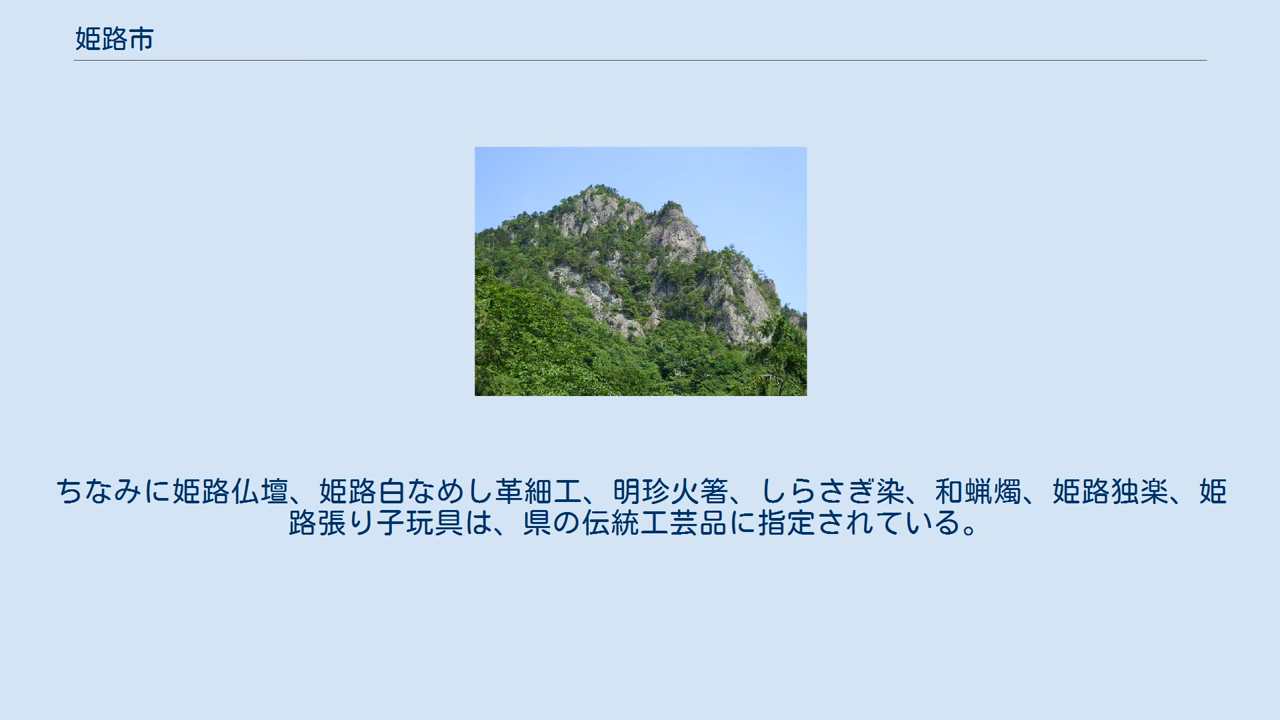 姫路市
ちなみに姫路仏壇、姫路白なめし革細工、明珍火箸、しらさぎ染、和蝋燭、姫路独楽、姫
路張り子玩具は、県の伝統工芸品に指定されている。